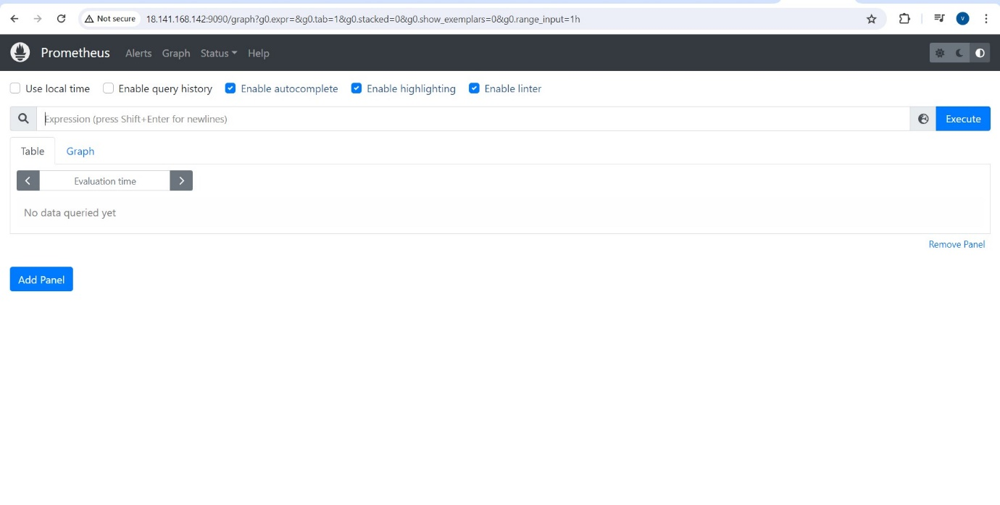 Not secure 18.141.168.142:9090/graph?g0.expr=&g0.tab=1&g0.stacked=0&g0.show_exemplars=0&g0.range_input=1h V
Prometheus Alerts Graph Status Help
Use local time Enable query history Enable autocomplete Enable highlighting Enable linter
Expression (press Shift+Enter for newlines) Execute
Table Graph
Evaluation time
No data queried yet
Remove Panel
Add Panel